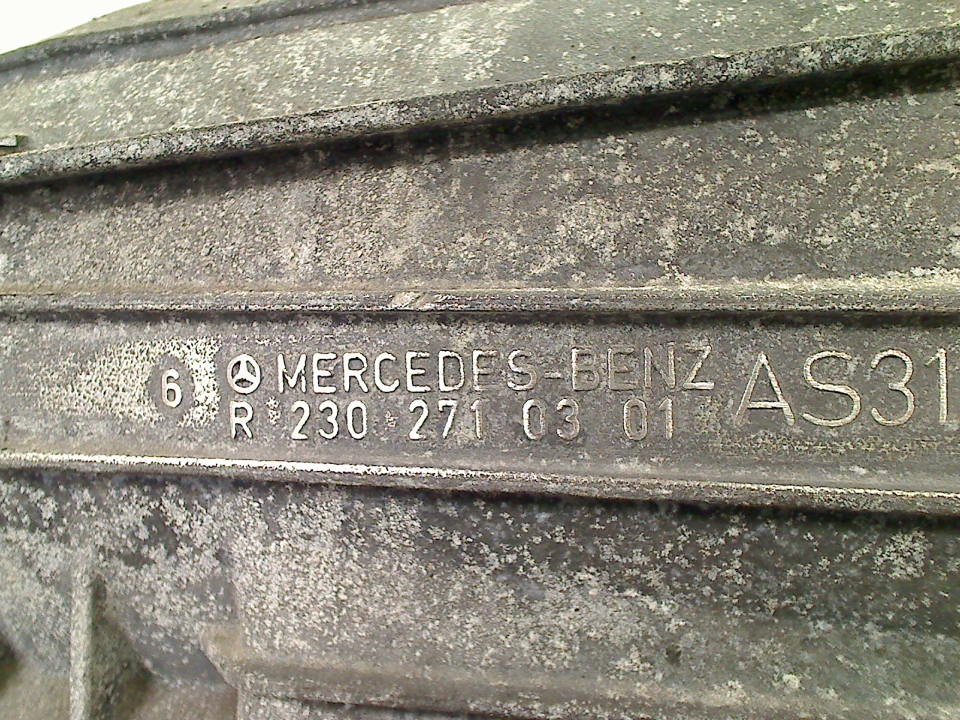 6 MERCEDES-BENZ AS31
R 230 271 03 01